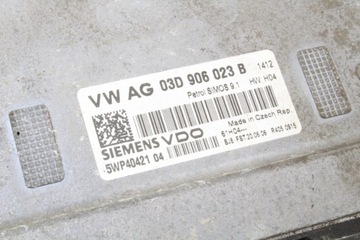 VW AG 03D 906 023 B 1412
Petrol SIMOS 9.1 HW H04
Made in Czech Rep.
SIEMENS VDO 61H04---
5WP40421 04